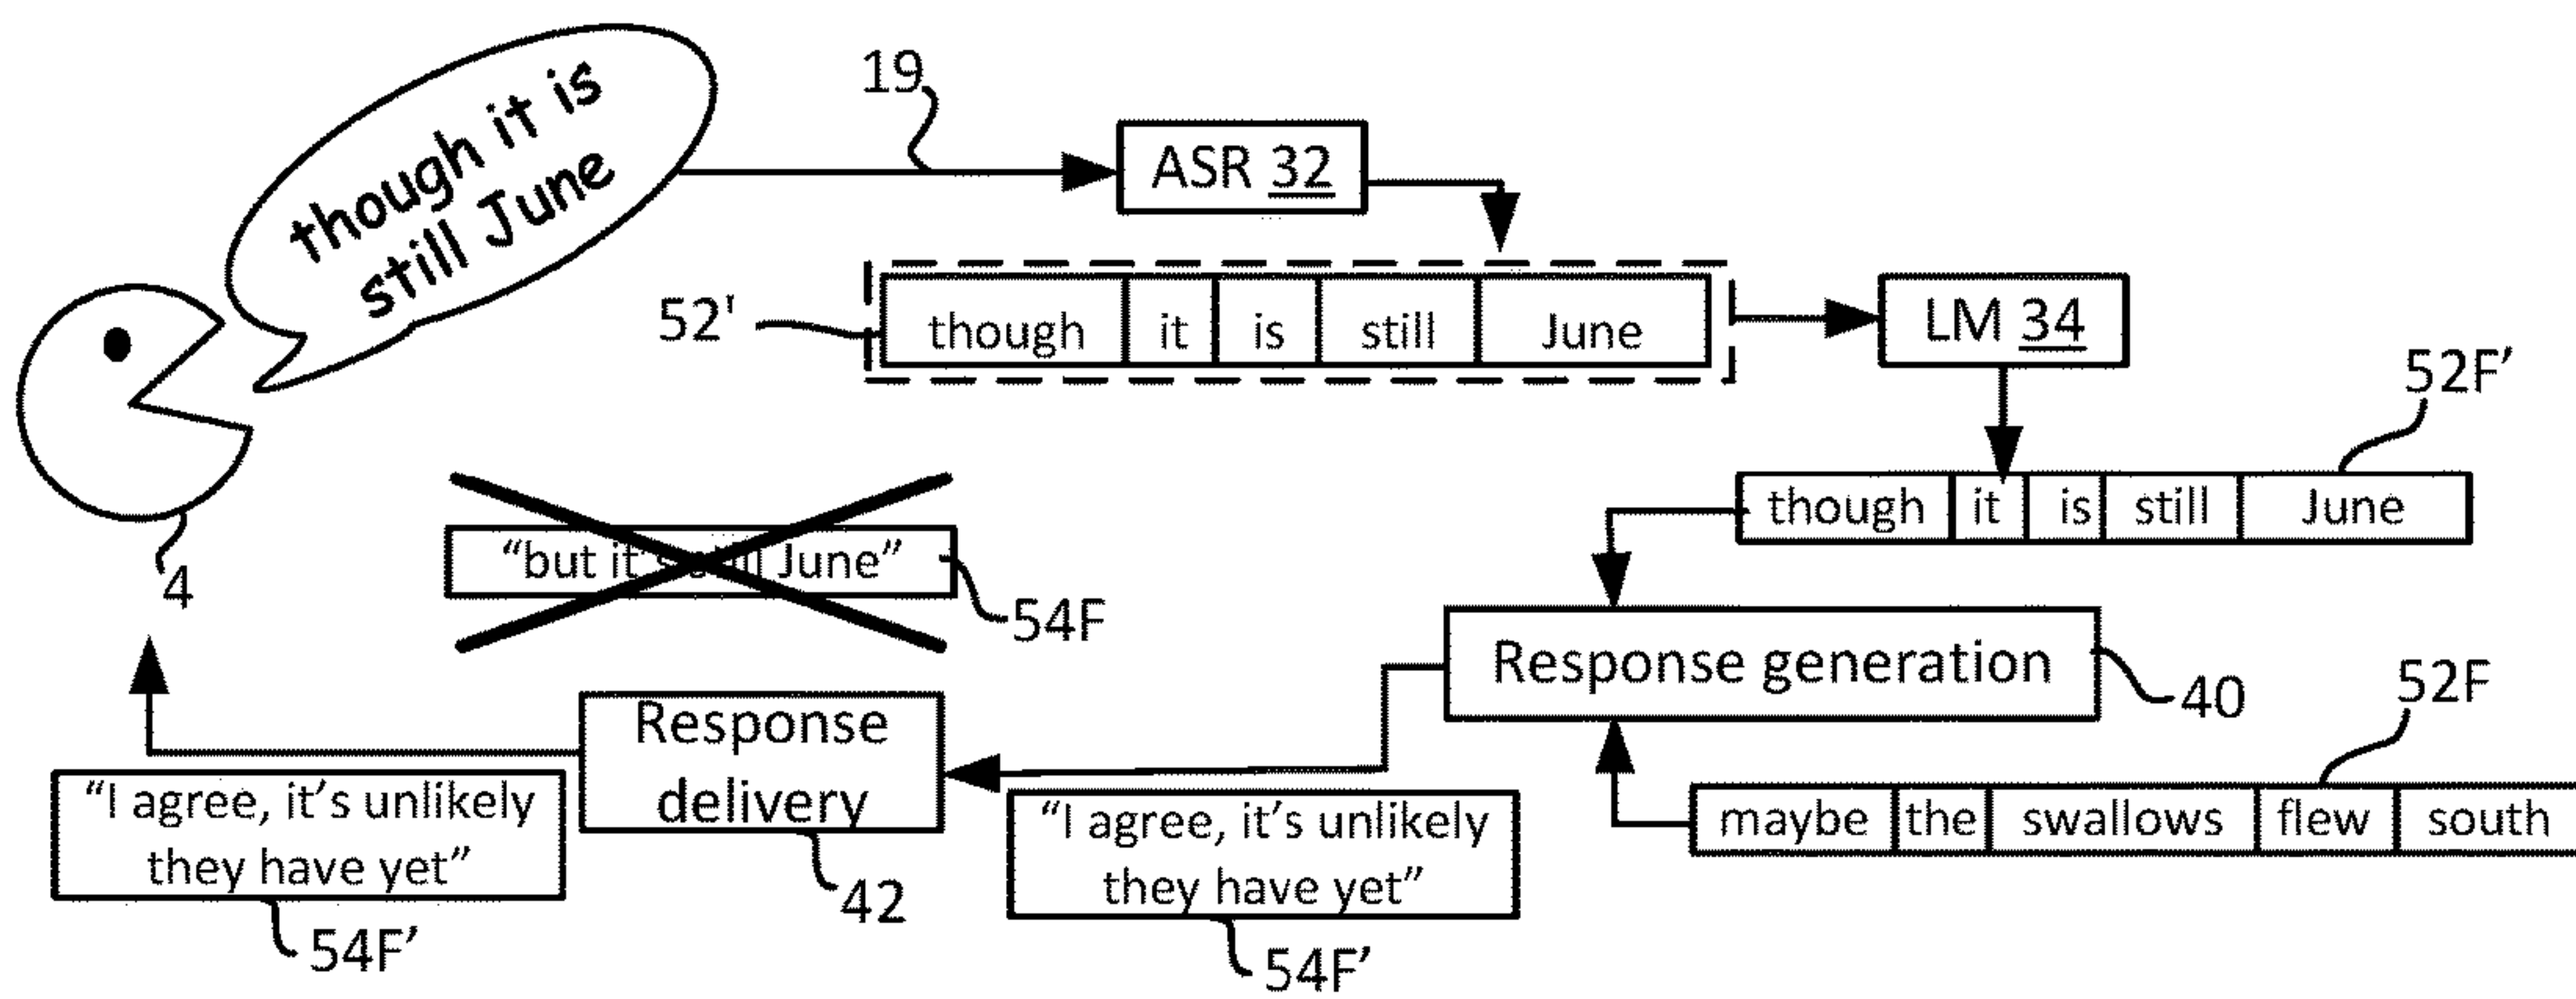 though it is
still June
19
ASR 32
52'
though it is still June
LM 34
52F’
though it is still June
4
“but it's still June”
54F
Response generation
40
52F
maybe the swallows flew south
Response
delivery
42
“I agree, it’s unlikely
they have yet”
54F’
“I agree, it’s unlikely
they have yet”
54F’